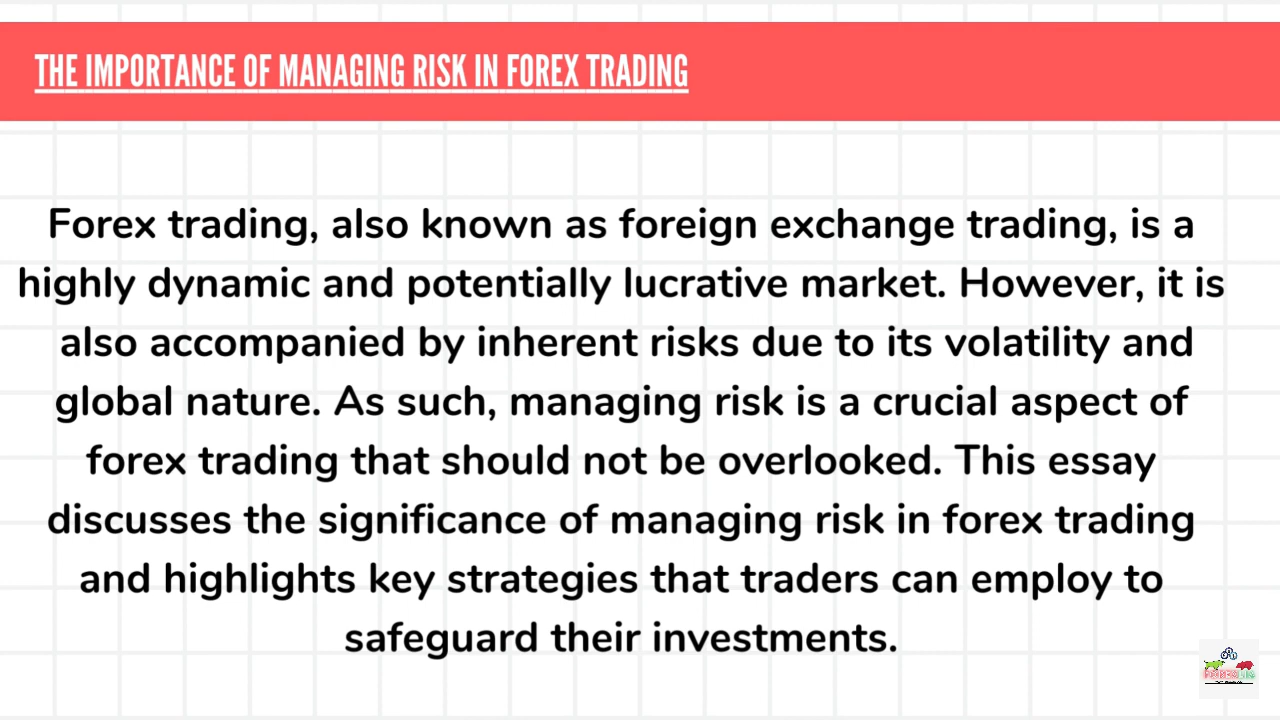 THE IMPORTANCE OF MANAGING RISK IN FOREX TRADING
Forex trading, also known as foreign exchange trading, is a
highly dynamic and potentially lucrative market. However, it is
also accompanied by inherent risks due to its volatility and
global nature. As such, managing risk is a crucial aspect of
forex trading that should not be overlooked. This essay
discusses the significance of managing risk in forex trading
and highlights key strategies that traders can employ to
safeguard their investments.